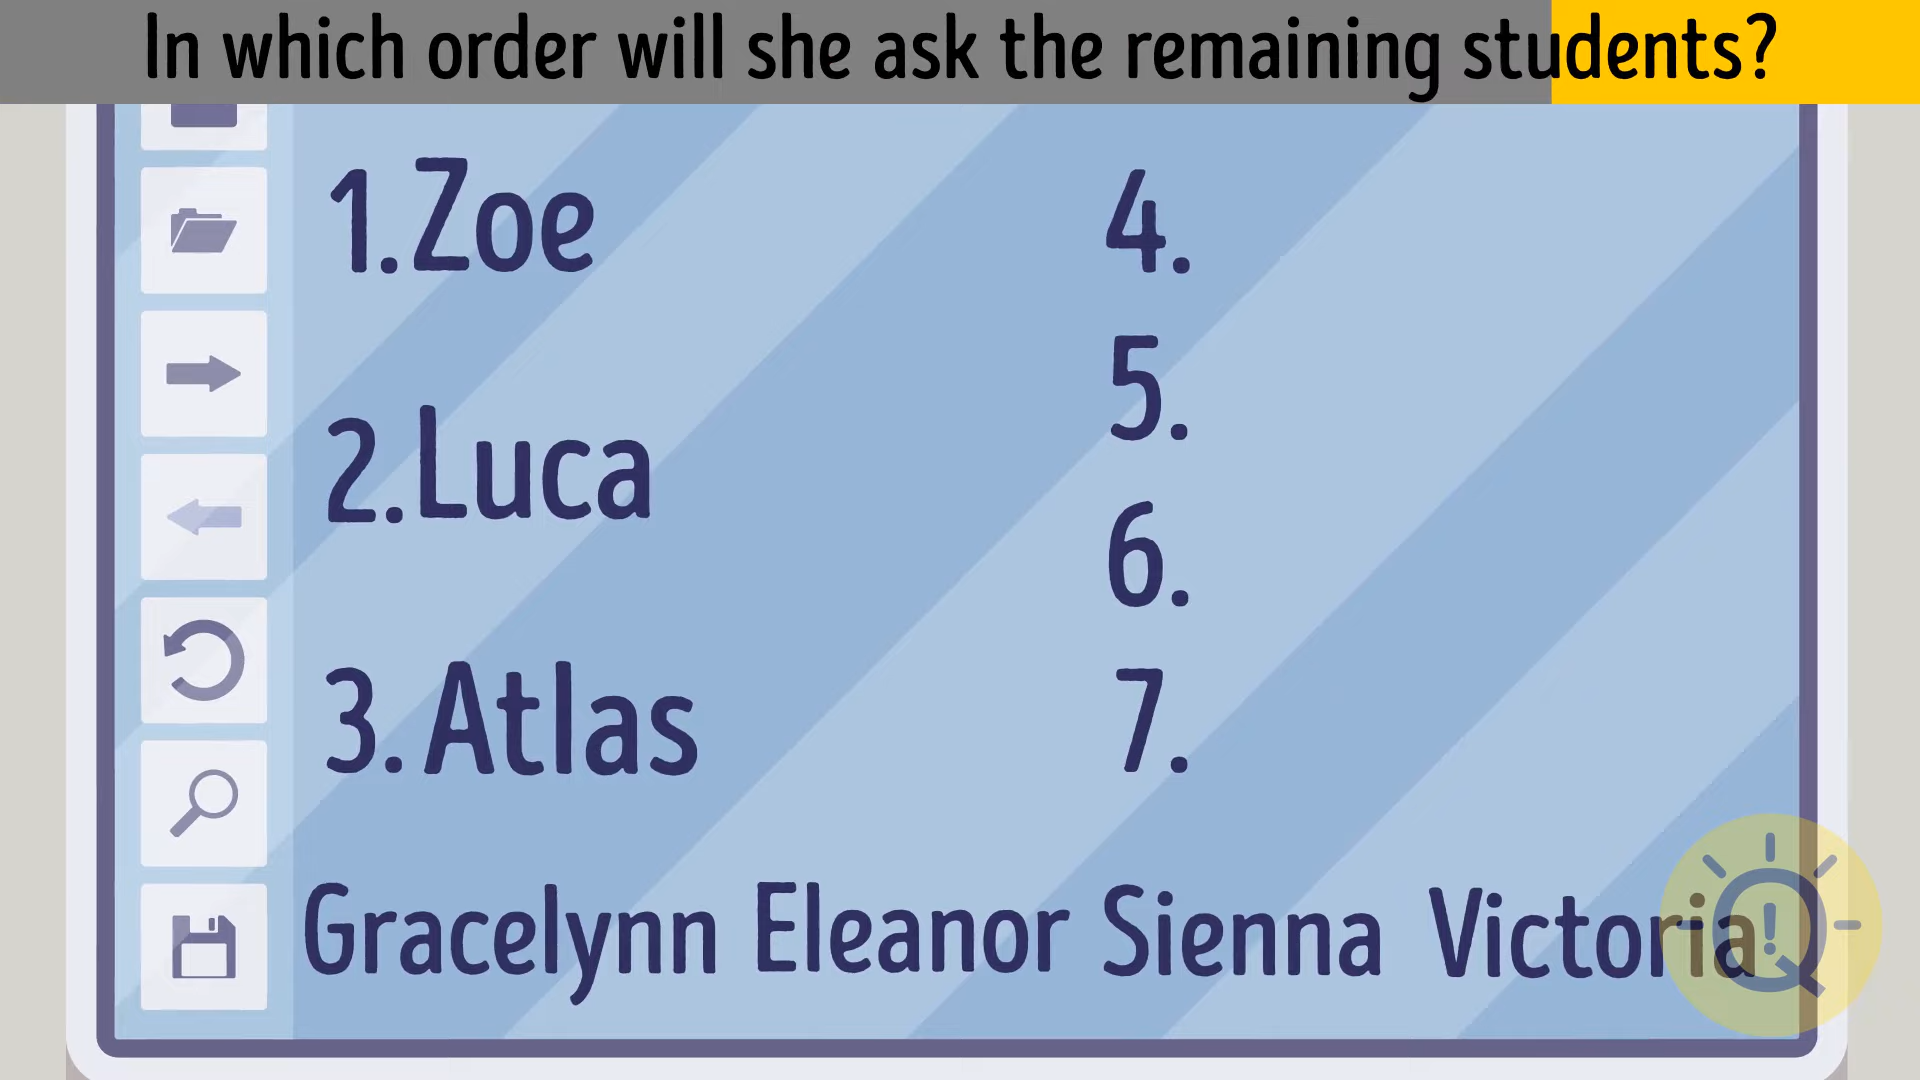 In which order will she ask the remaining students?
1. Zoe
2. Luca
3. Atlas
4.
5.
6.
7.
Gracelynn Eleanor Sienna Victoria